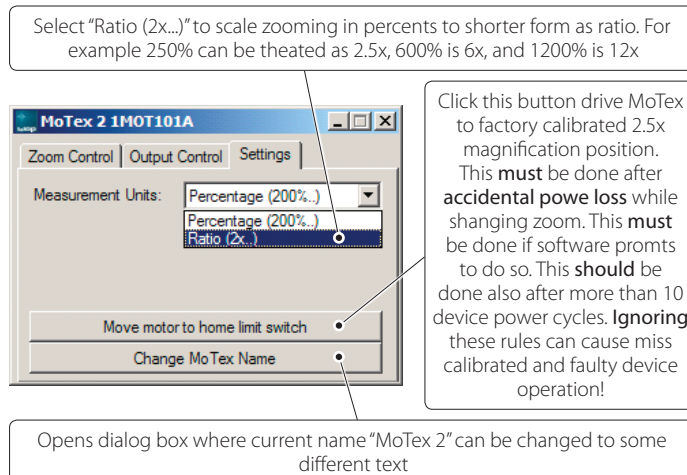 Select “Ratio (2x...)” to scale zooming in percents to shorter form as ratio. For
example 250% can be theated as 2.5x, 600% is 6x, and 1200% is 12x
MoTex 2 1MOT101A
Zoom Control
Output Control
Settings
Measurement Units:
Percentage (200%..)
Percentage (200%..)
Ratio (2x..)
Move motor to home limit switch
Change MoTex Name
Click this button drive MoTex
to factory calibrated 2.5x
magnification position.
This must be done after
accidental powe loss while
shanging zoom. This must
be done if software promts
to do so. This should be
done also after more than 10
device power cycles. Ignoring
these rules can cause miss
calibrated and faulty device
operation!
Opens dialog box where current name “MoTex 2” can be changed to some
different text